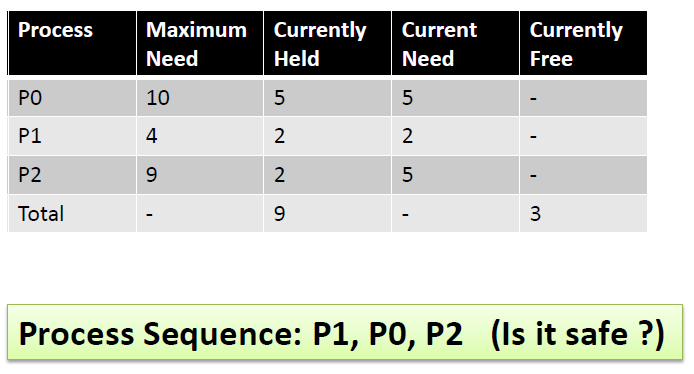 Process Maximum Need Currently Held Current Need Currently Free
P0 10 5 5 -
P1 4 2 2 -
P2 9 2 5 -
Total - 9 - 3
Process Sequence: P1, P0, P2 (Is it safe ?)